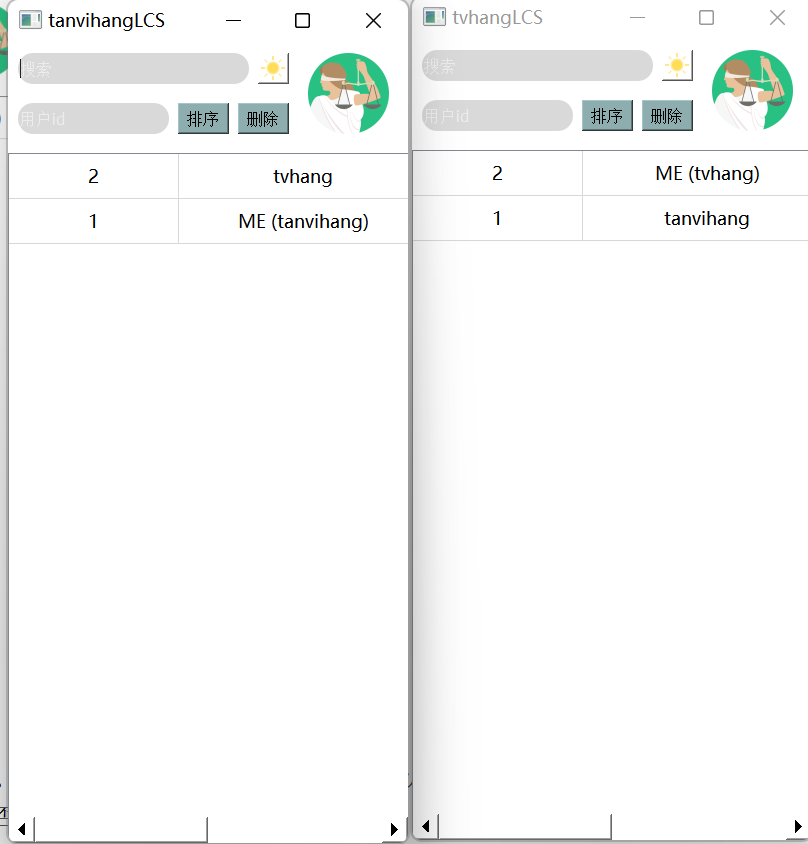 tanvihangLCS
搜索
用户id 排序 删除
2 tvhang
1 ME (tanvihang)
tvhangLCS
搜索
用户id 排序 删除
2 ME (tvhang)
1 tanvihang